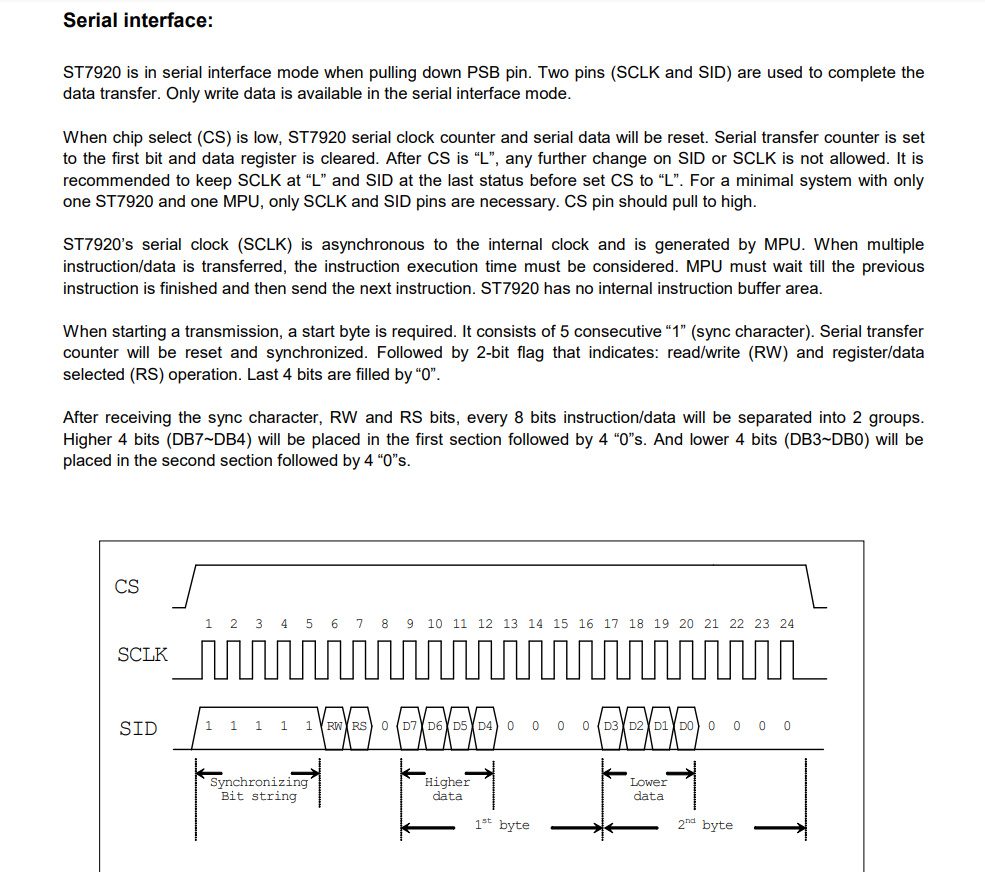 Serial interface:
ST7920 is in serial interface mode when pulling down PSB pin. Two pins (SCLK and SID) are used to complete the
data transfer. Only write data is available in the serial interface mode.
When chip select (CS) is low, ST7920 serial clock counter and serial data will be reset. Serial transfer counter is set
to the first bit and data register is cleared. After CS is “L”, any further change on SID or SCLK is not allowed. It is
recommended to keep SCLK at “L” and SID at the last status before set CS to “L”. For a minimal system with only
one ST7920 and one MPU, only SCLK and SID pins are necessary. CS pin should pull to high.
ST7920’s serial clock (SCLK) is asynchronous to the internal clock and is generated by MPU. When multiple
instruction/data is transferred, the instruction execution time must be considered. MPU must wait till the previous
instruction is finished and then send the next instruction. ST7920 has no internal instruction buffer area.
When starting a transmission, a start byte is required. It consists of 5 consecutive “1” (sync character). Serial transfer
counter will be reset and synchronized. Followed by 2-bit flag that indicates: read/write (RW) and register/data
selected (RS) operation. Last 4 bits are filled by “0”.
After receiving the sync character, RW and RS bits, every 8 bits instruction/data will be separated into 2 groups.
Higher 4 bits (DB7~DB4) will be placed in the first section followed by 4 “0”s. And lower 4 bits (DB3~DB0) will be
placed in the second section followed by 4 “0”s.
CS
1 2 3 4 5 6 7 8 9 10 11 12 13 14 15 16 17 18 19 20 21 22 23 24
SCLK
SID 1 1 1 1 1 RW RS 0 D7 D6 D5 D4 0 0 0 0 D3 D2 D1 D0 0 0 0 0
Synchronizing Higher Lower
Bit string data data
1st byte 2nd byte